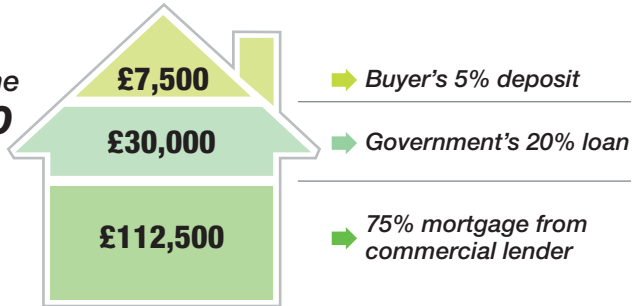 £7,500
Buyer's 5% deposit
£30,000
Government's 20% loan
£112,500
75% mortgage from
commercial lender